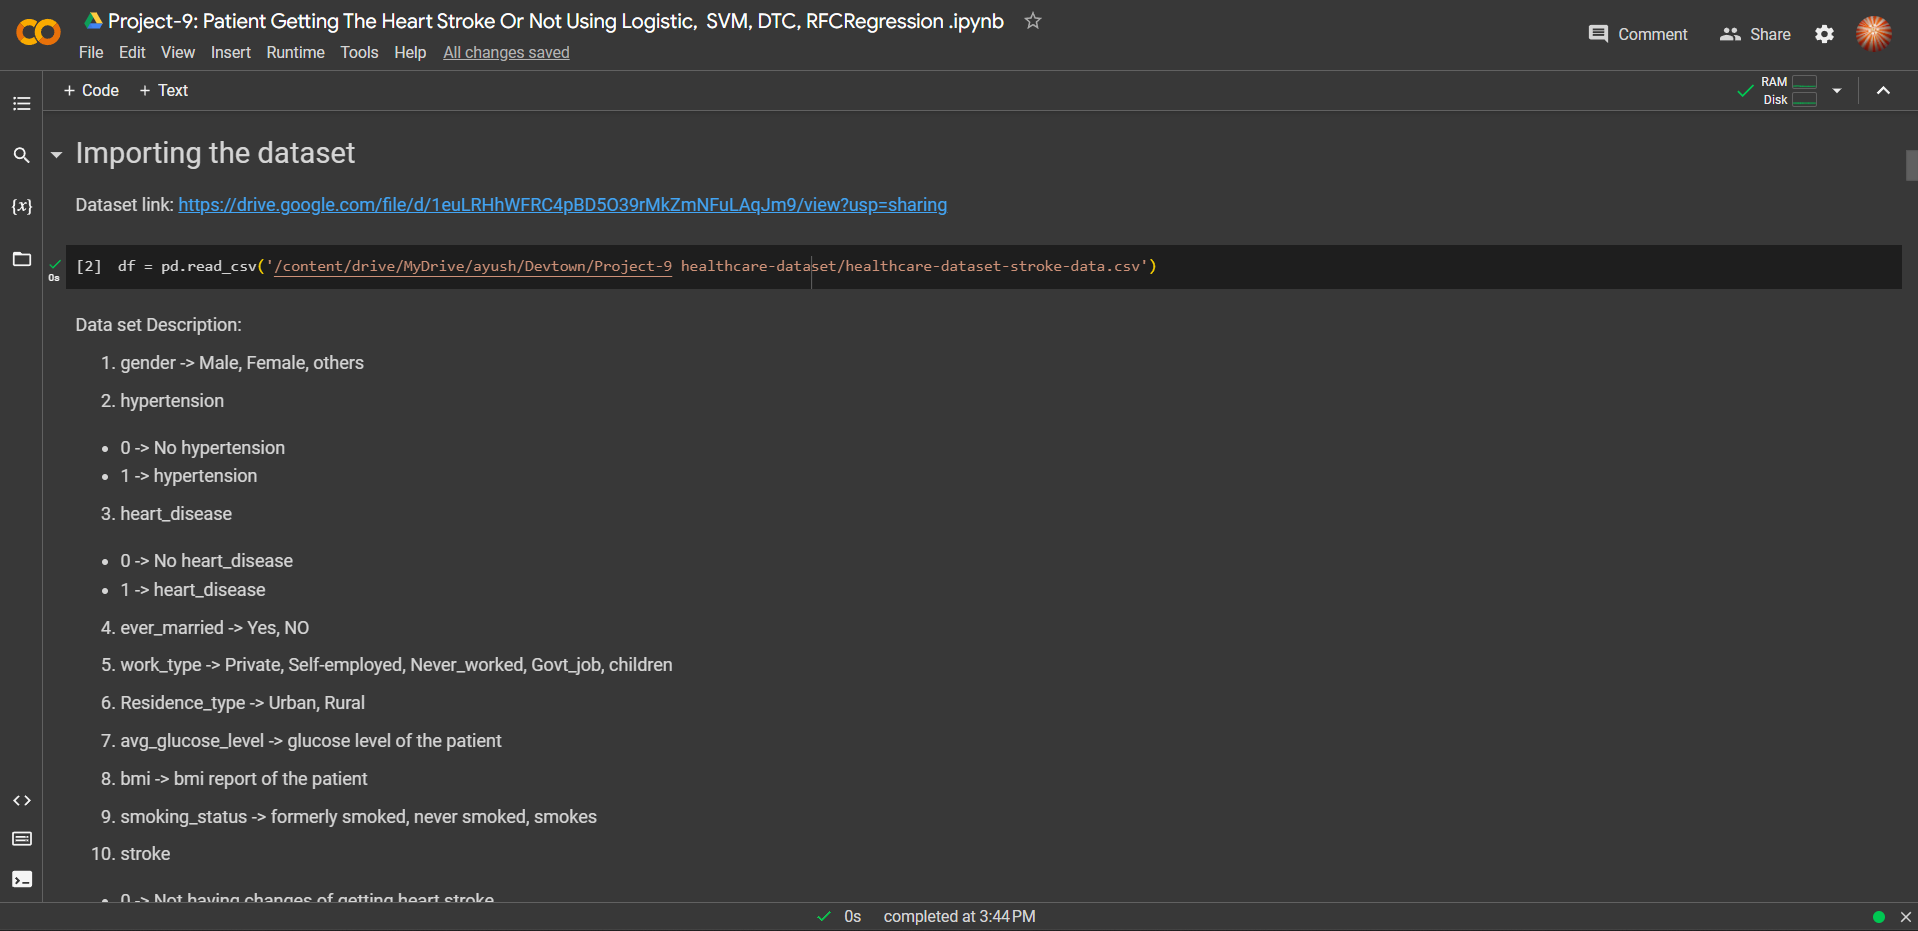 Project-9: Patient Getting The Heart Stroke Or Not Using Logistic, SVM, DTC, RFCRegression .ipynb
File Edit View Insert Runtime Tools Help All changes saved
Comment Share
+ Code + Text
RAM
Disk
Importing the dataset
Dataset link: https://drive.google.com/file/d/1euLRHhWFRC4pBD5O39rMkZmNFuLAqJm9/view?usp=sharing
[2] df = pd.read_csv('/content/drive/MyDrive/ayush/Devtown/Project-9 healthcare-dataset/healthcare-dataset-stroke-data.csv')
0s
Data set Description:
1. gender -> Male, Female, others
2. hypertension
• 0 -> No hypertension
• 1 -> hypertension
3. heart_disease
• 0 -> No heart_disease
• 1 -> heart_disease
4. ever_married -> Yes, NO
5. work_type -> Private, Self-employed, Never_worked, Govt_job, children
6. Residence_type -> Urban, Rural
7. avg_glucose_level -> glucose level of the patient
8. bmi -> bmi report of the patient
9. smoking_status -> formerly smoked, never smoked, smokes
10. stroke
• 0 -> Not having changes of getting heart stroke
0s completed at 3:44 PM